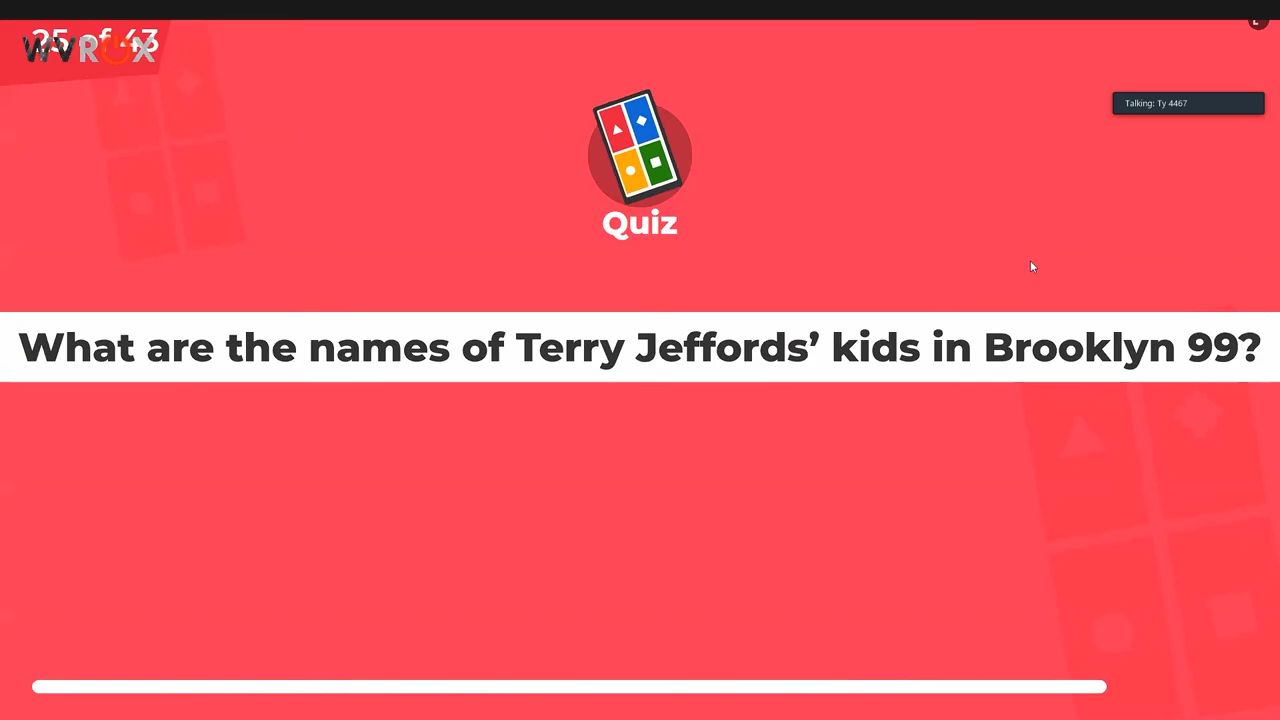 25 of 43
WVROX
L
Talking: Ty 4467
Quiz
What are the names of Terry Jeffords’ kids in Brooklyn 99?